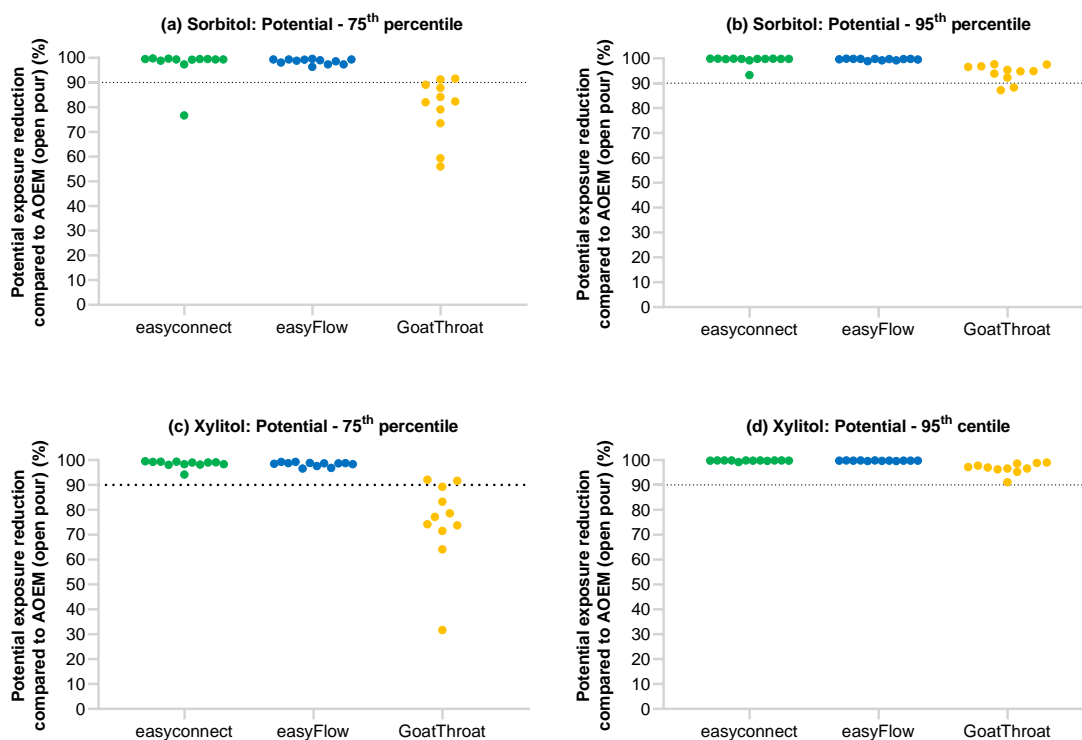 (a) Sorbitol: Potential - 75th percentile
Potential exposure reduction
compared to AOEM (open pour) (%)
100
90
80
70
60
50
40
30
20
10
0
easyconnect easyFlow GoatThroat
(b) Sorbitol: Potential - 95th percentile
Potential exposure reduction
compared to AOEM (open pour) (%)
100
90
80
70
60
50
40
30
20
10
0
easyconnect easyFlow GoatThroat
(c) Xylitol: Potential - 75th percentile
Potential exposure reduction
compared to AOEM (open pour) (%)
100
90
80
70
60
50
40
30
20
10
0
easyconnect easyFlow GoatThroat
(d) Xylitol: Potential - 95th centile
Potential exposure reduction
compared to AOEM (open pour) (%)
100
90
80
70
60
50
40
30
20
10
0
easyconnect easyFlow GoatThroat